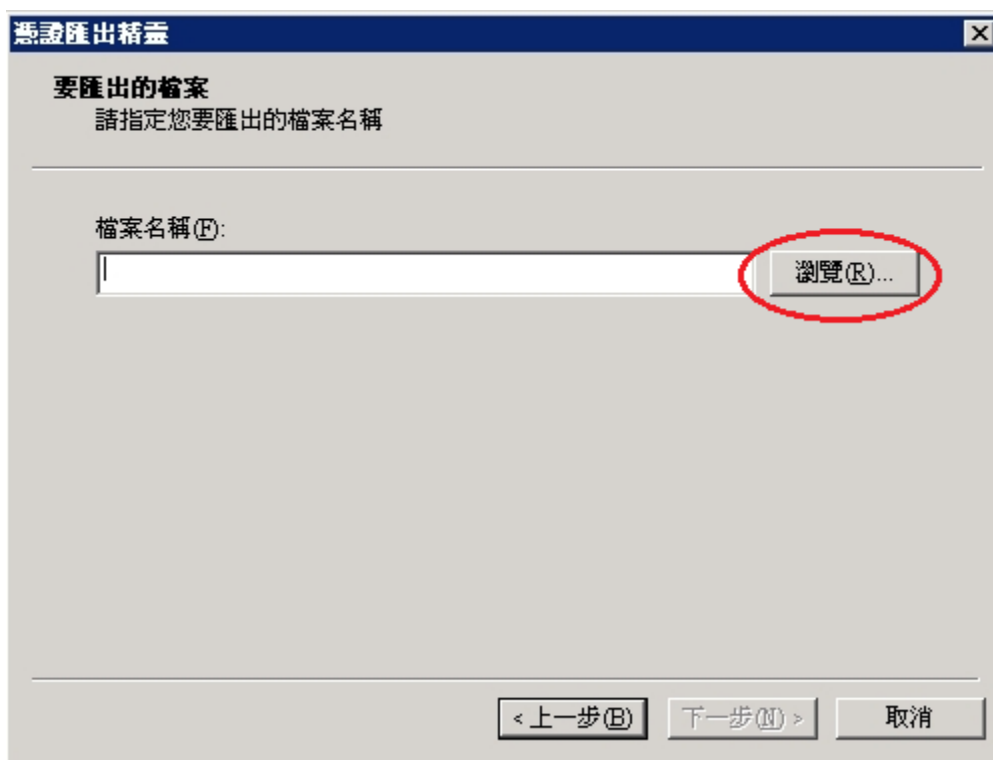 憑證匯出精靈
要匯出的檔案
請指定您要匯出的檔案名稱
檔案名稱(F):
瀏覽(R)...
< 上一步(B)
下一步(N) >
取消